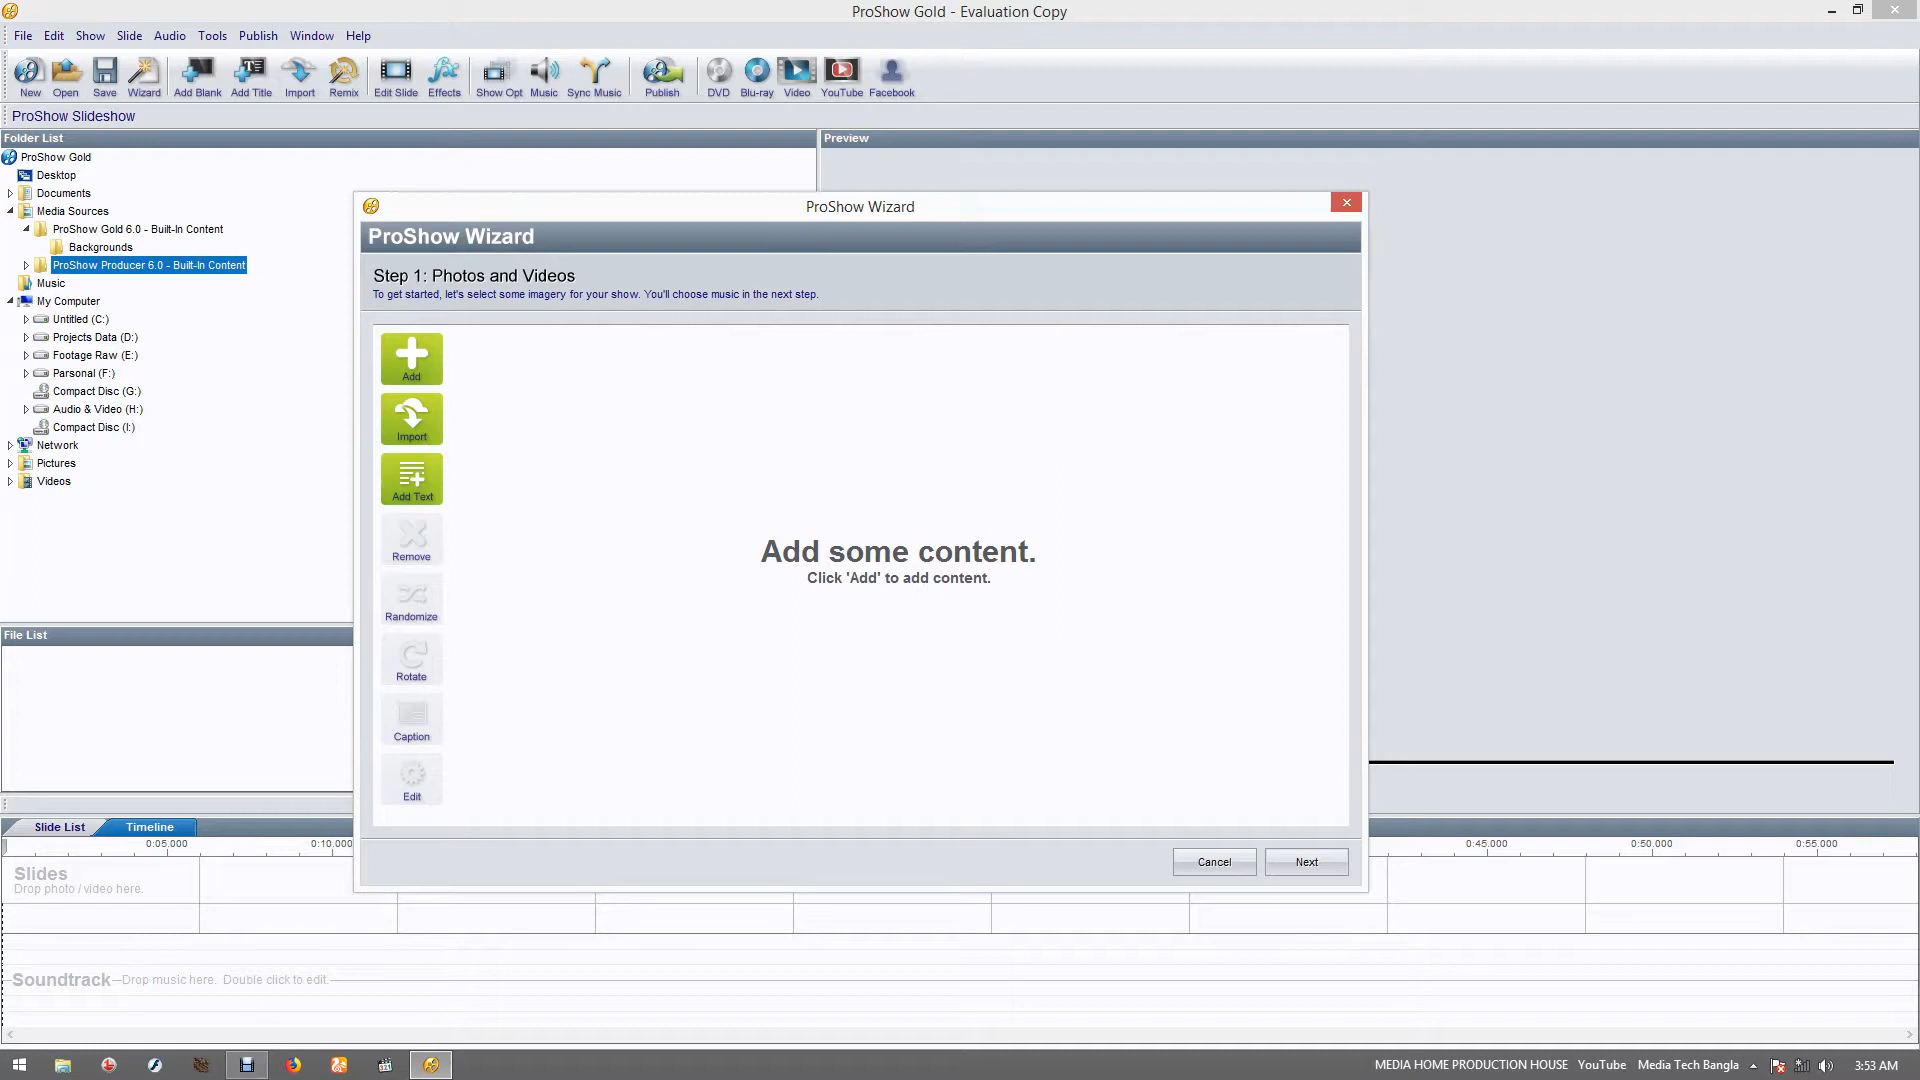 ProShow Gold - Evaluation Copy
File Edit Show Slide Audio Tools Publish Window Help
New Open Save Wizard Add Blank Add Title Import Remix Edit Slide Effects Show Opt Music Sync Music Publish DVD Blu-ray Video YouTube Facebook
ProShow Slideshow
Folder List
Preview
ProShow Gold
Desktop
Documents
Media Sources
ProShow Gold 6.0 - Built-In Content
Backgrounds
ProShow Producer 6.0 - Built-In Content
Music
My Computer
Untitled (C:)
Projects Data (D:)
Footage Raw (E:)
Parsonal (F:)
Compact Disc (G:)
Audio & Video (H:)
Compact Disc (I:)
Network
Pictures
Videos
File List
ProShow Wizard
ProShow Wizard
Step 1: Photos and Videos
To get started, let's select some imagery for your show. You'll choose music in the next step.
Add
Import
Add Text
Remove
Randomize
Rotate
Caption
Edit
Add some content.
Click 'Add' to add content.
Cancel Next
Slide List Timeline
0:05.000 0:10.000 0:45.000 0:50.000 0:55.000
Slides
Drop photo / video here.
Soundtrack Drop music here. Double click to edit.
MEDIA HOME PRODUCTION HOUSE YouTube Media Tech Bangla 3:53 AM